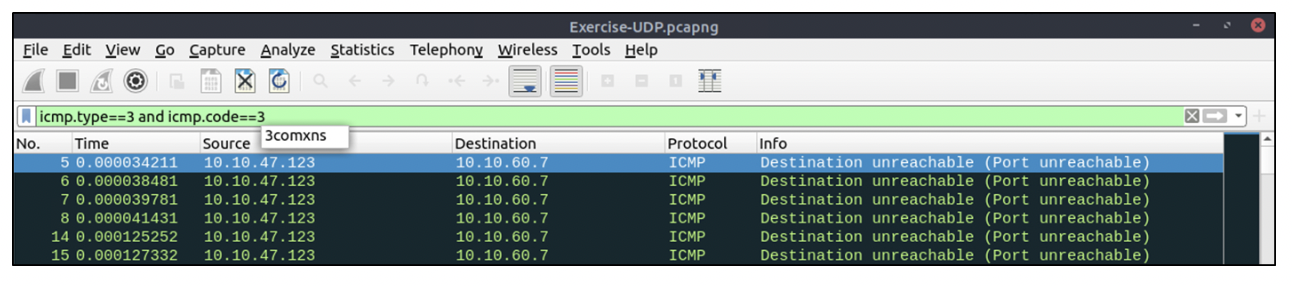 Exercise-UDP.pcapng
File Edit View Go Capture Analyze Statistics Telephony Wireless Tools Help
icmp.type==3 and icmp.code==3
3comxns
No. Time Source Destination Protocol Info
5 0.000034211 10.10.47.123 10.10.60.7 ICMP Destination unreachable (Port unreachable)
6 0.000038481 10.10.47.123 10.10.60.7 ICMP Destination unreachable (Port unreachable)
7 0.000039781 10.10.47.123 10.10.60.7 ICMP Destination unreachable (Port unreachable)
8 0.000041431 10.10.47.123 10.10.60.7 ICMP Destination unreachable (Port unreachable)
14 0.000125252 10.10.47.123 10.10.60.7 ICMP Destination unreachable (Port unreachable)
15 0.000127332 10.10.47.123 10.10.60.7 ICMP Destination unreachable (Port unreachable)